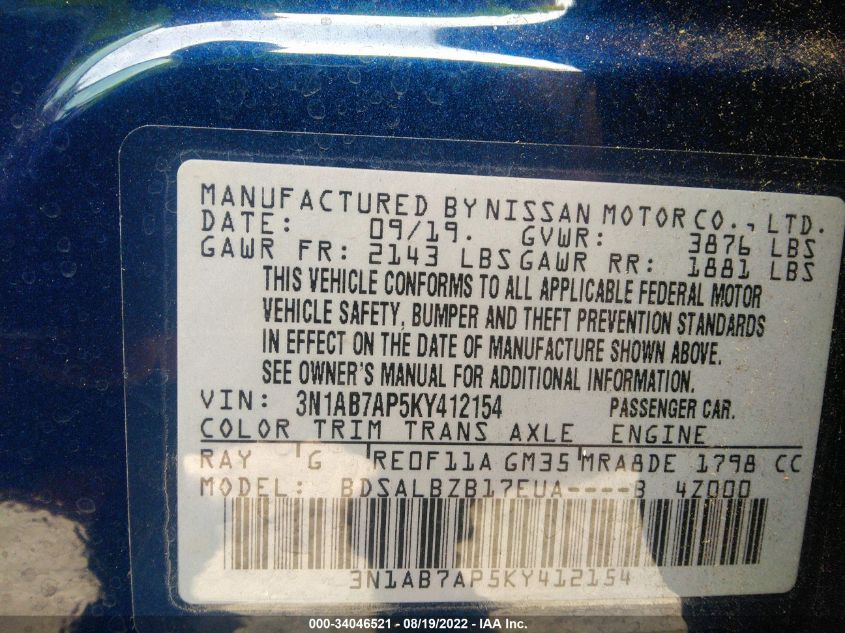 MANUFACTURED BY NISSAN MOTOR CO., LTD.
DATE: 09/19. GVWR: 3876 LBS
GAWR FR: 2143 LBS GAWR RR: 1881 LBS
THIS VEHICLE CONFORMS TO ALL APPLICABLE FEDERAL MOTOR
VEHICLE SAFETY, BUMPER AND THEFT PREVENTION STANDARDS
IN EFFECT ON THE DATE OF MANUFACTURE SHOWN ABOVE.
SEE OWNER'S MANUAL FOR ADDITIONAL INFORMATION.
VIN: 3N1AB7AP5KY412154 PASSENGER CAR.
COLOR TRIM TRANS AXLE ENGINE
RAY G RE0F11A GM35 MRA8DE 1798 CC
MODEL: BDSALBZB17EUA----B 4Z000
3N1AB7AP5KY412154
000-34046521 - 08/19/2022 - IAA Inc.